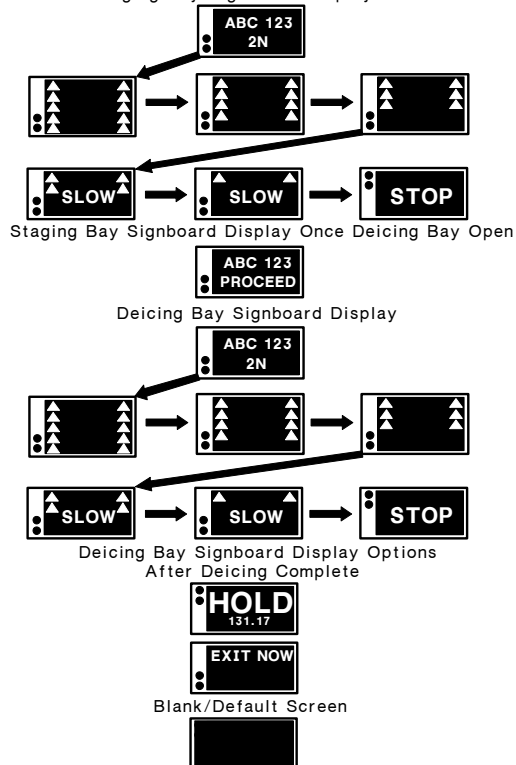 ABC 123
2N
SLOW
SLOW
STOP
Staging Bay Signboard Display Once Deicing Bay Open
ABC 123
PROCEED
Deicing Bay Signboard Display
ABC 123
2N
SLOW
SLOW
STOP
Deicing Bay Signboard Display Options
After Deicing Complete
HOLD
131.17
EXIT NOW
Blank/Default Screen